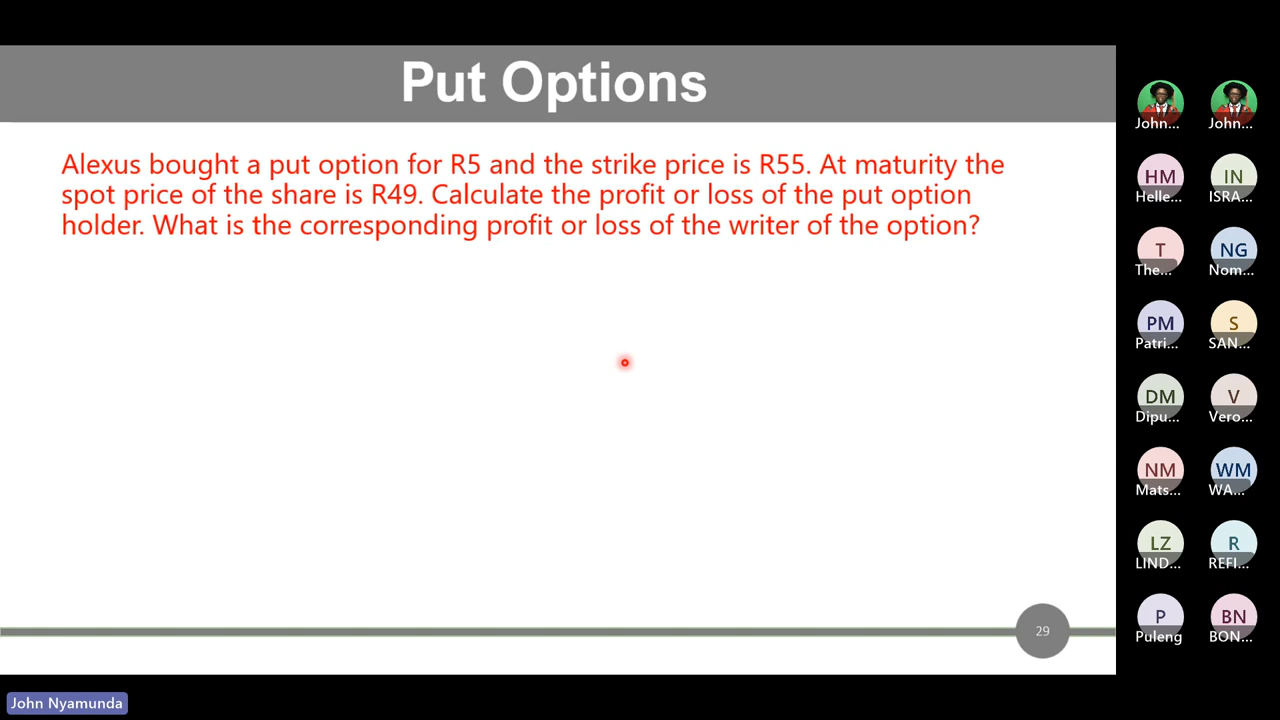 Put Options
Alexus bought a put option for R5 and the strike price is R55. At maturity the
spot price of the share is R49. Calculate the profit or loss of the put option
holder. What is the corresponding profit or loss of the writer of the option?
29
John...
John...
HM
Helle...
IN
ISRA...
T
The...
NG
Nom...
PM
Patri...
S
SAN...
DM
Dipu...
V
Vero...
NM
Mats...
WM
WA...
LZ
LIND...
R
REFI...
P
Puleng
BN
BON...
John Nyamunda